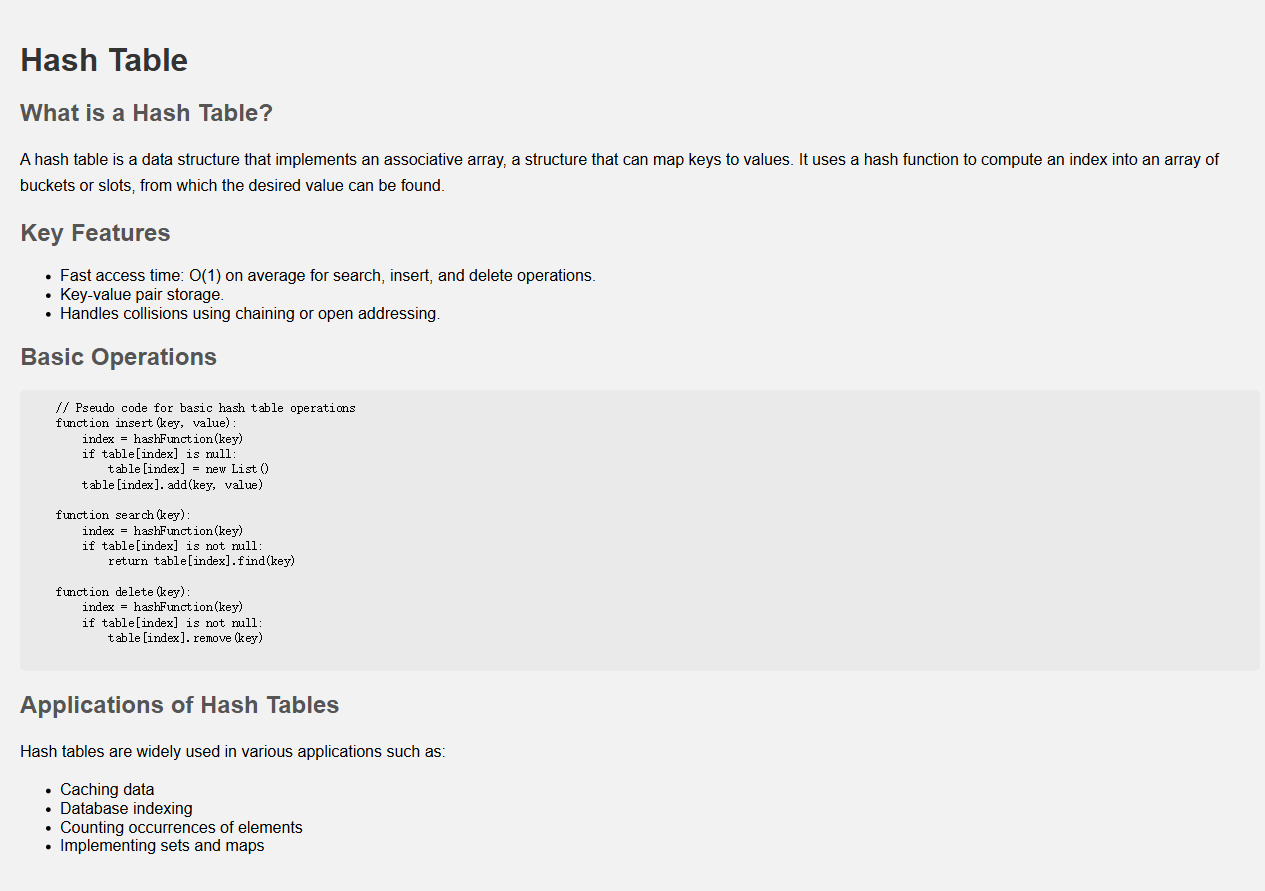 Hash Table
What is a Hash Table?
A hash table is a data structure that implements an associative array, a structure that can map keys to values. It uses a hash function to compute an index into an array of
buckets or slots, from which the desired value can be found.
Key Features
• Fast access time: O(1) on average for search, insert, and delete operations.
• Key-value pair storage.
• Handles collisions using chaining or open addressing.
Basic Operations
// Pseudo code for basic hash table operations
function insert(key, value):
    index = hashFunction(key)
    if table[index] is null:
        table[index] = new List()
    table[index].add(key, value)

function search(key):
    index = hashFunction(key)
    if table[index] is not null:
        return table[index].find(key)

function delete(key):
    index = hashFunction(key)
    if table[index] is not null:
        table[index].remove(key)
Applications of Hash Tables
Hash tables are widely used in various applications such as:
• Caching data
• Database indexing
• Counting occurrences of elements
• Implementing sets and maps